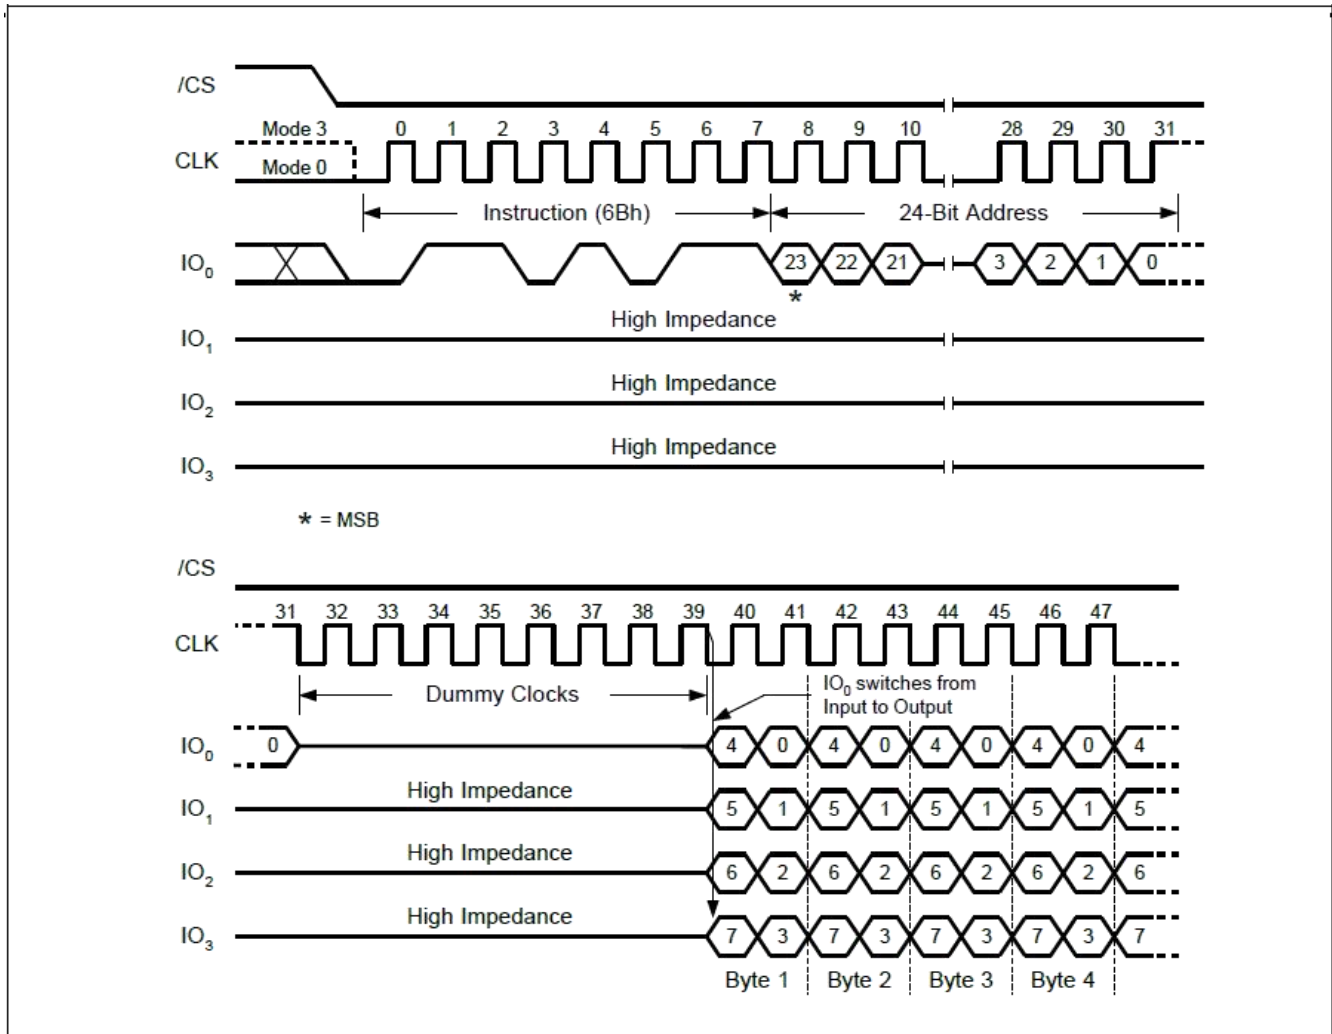 /CS
Mode 3 0 1 2 3 4 5 6 7 8 9 10 28 29 30 31
CLK
Mode 0
Instruction (6Bh) 24-Bit Address
IO0 23 22 21 3 2 1 0
*
High Impedance
IO1
High Impedance
IO2
High Impedance
IO3
* = MSB
/CS
31 32 33 34 35 36 37 38 39 40 41 42 43 44 45 46 47
CLK
Dummy Clocks
IO0 switches from
Input to Output
IO0 0 4 0 4 0 4 0 4 0 4
High Impedance
IO1 5 1 5 1 5 1 5 1 5
High Impedance
IO2 6 2 6 2 6 2 6 2 6
High Impedance
IO3 7 3 7 3 7 3 7 3 7
Byte 1 Byte 2 Byte 3 Byte 4